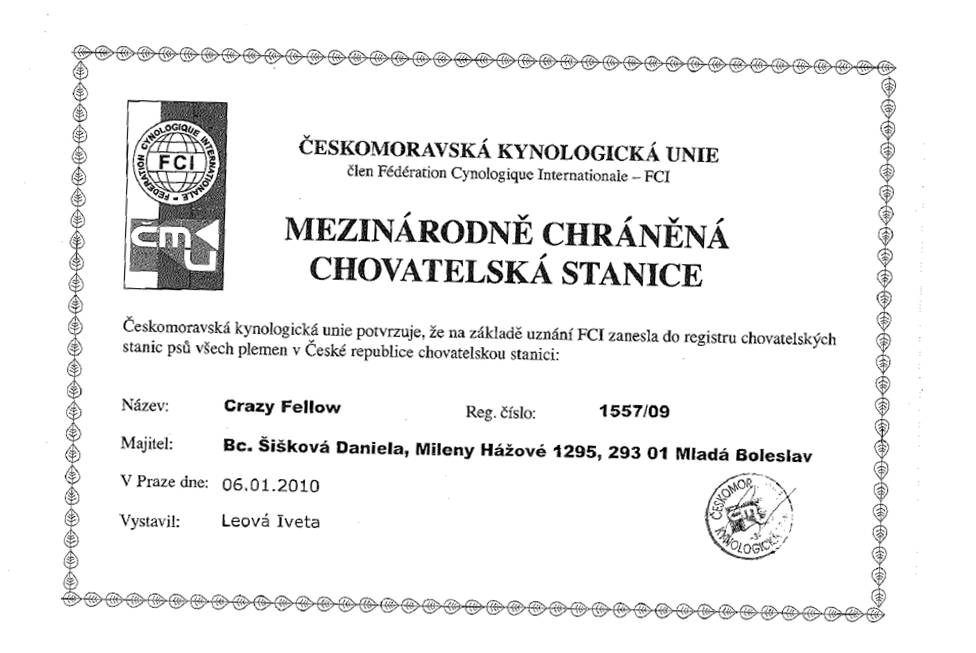 FEDERATION CYNOLOGIQUE INTERNATIONALE
FCI
ČESKOMORAVSKÁ KYNOLOGICKÁ UNIE
člen Fédération Cynologique Internationale – FCI
MEZINÁRODNĚ CHRÁNĚNÁ
CHOVATELSKÁ STANICE
Českomoravská kynologická unie potvrzuje, že na základě uznání FCI zanesla do registru chovatelských
stanic psů všech plemen v České republice chovatelskou stanici:
Název: Crazy Fellow Reg. číslo: 1557/09
Majitel: Bc. Šišková Daniela, Mileny Hážové 1295, 293 01 Mladá Boleslav
V Praze dne: 06.01.2010
Vystavil: Leová Iveta